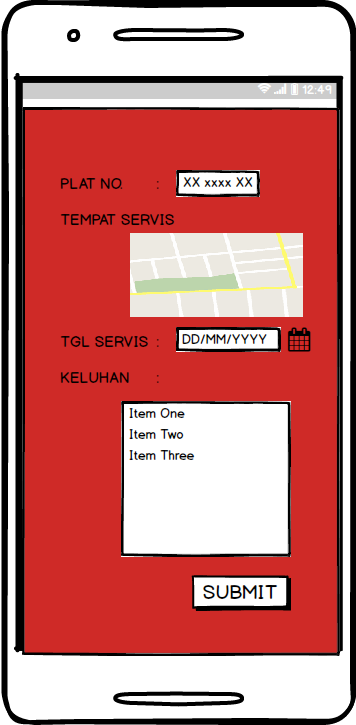 12:49
PLAT NO. : XX xxxx XX
TEMPAT SERVIS
TGL SERVIS : DD/MM/YYYY
KELUHAN :
Item One
Item Two
Item Three
SUBMIT